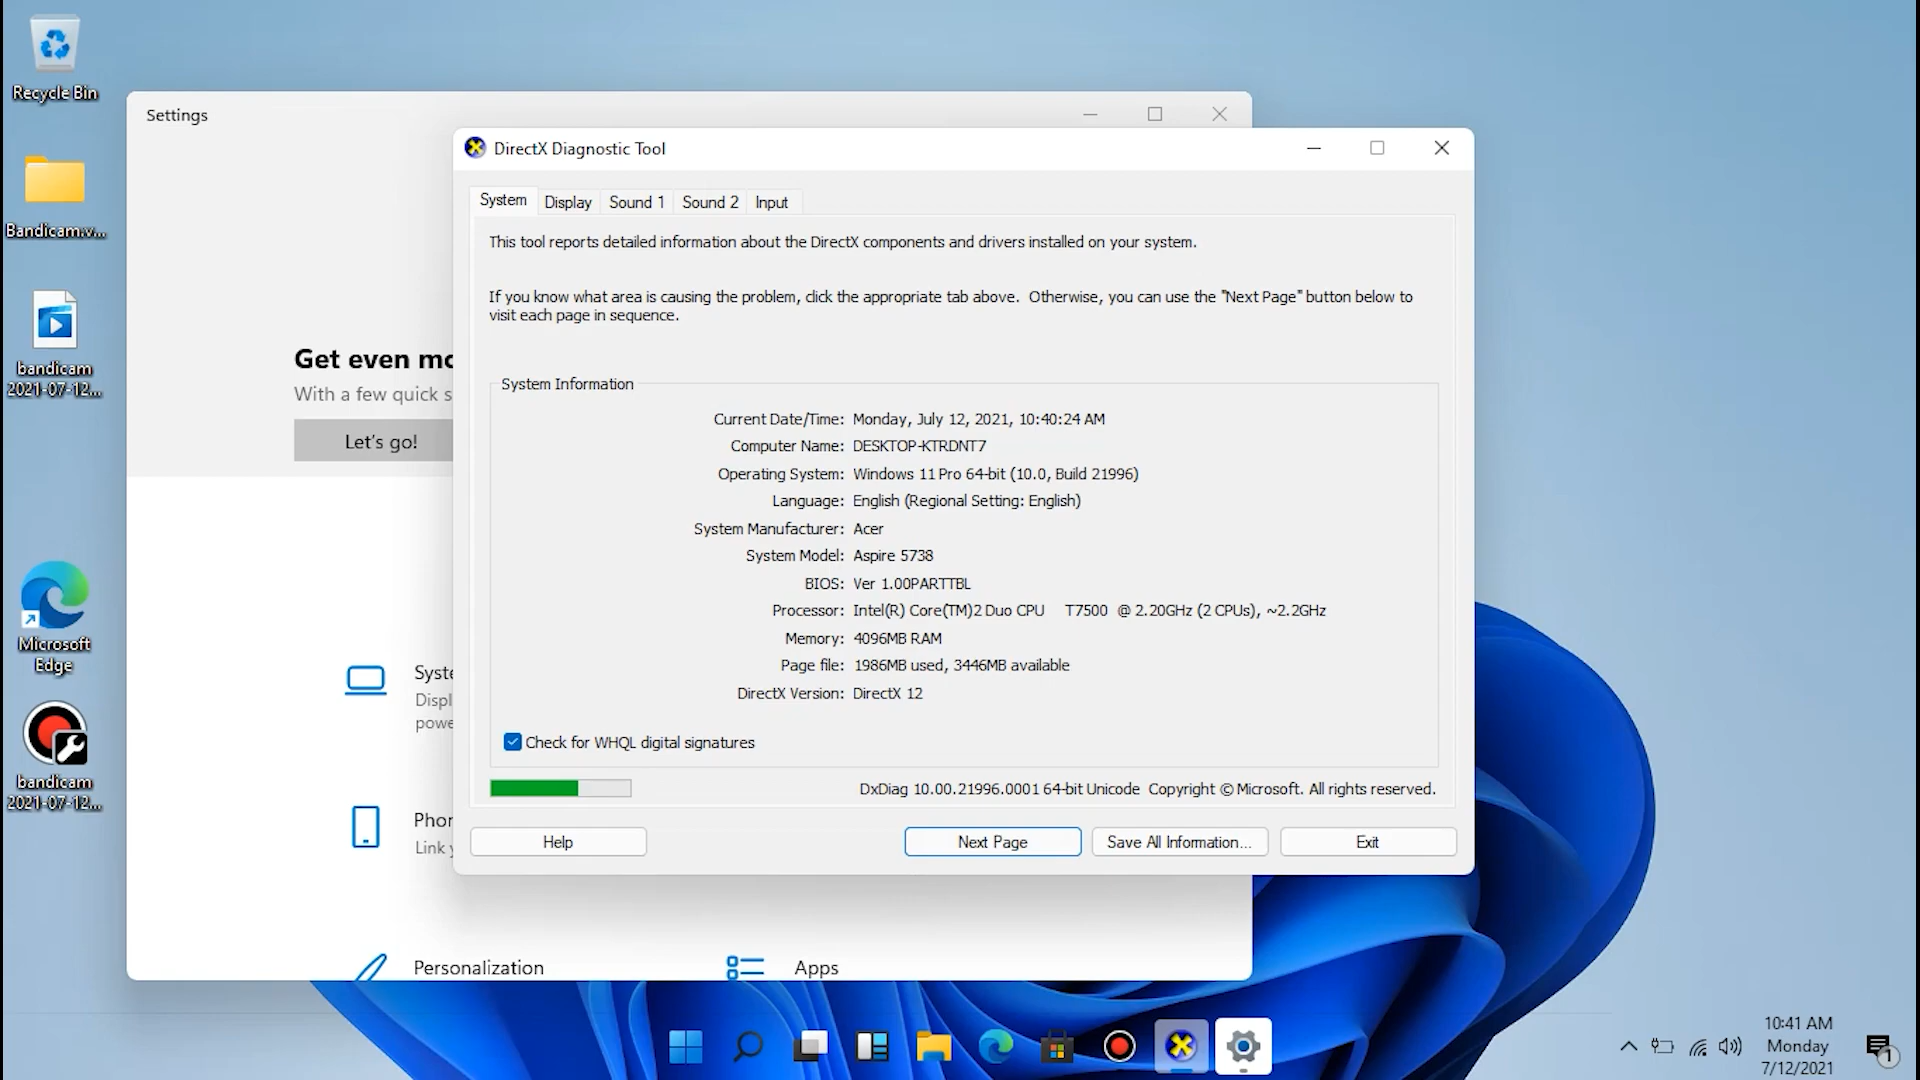 Recycle Bin
Bandicam.v...
bandicam
2021-07-12...
Microsoft
Edge
bandicam
2021-07-12...
Settings
Get even mo
With a few quick s
Let's go!
Syste
Displ
powe
Phon
Link y
Personalization
Apps
DirectX Diagnostic Tool
System Display Sound 1 Sound 2 Input
This tool reports detailed information about the DirectX components and drivers installed on your system.
If you know what area is causing the problem, click the appropriate tab above. Otherwise, you can use the "Next Page" button below to
visit each page in sequence.
System Information
Current Date/Time: Monday, July 12, 2021, 10:40:24 AM
Computer Name: DESKTOP-KTRDNT7
Operating System: Windows 11 Pro 64-bit (10.0, Build 21996)
Language: English (Regional Setting: English)
System Manufacturer: Acer
System Model: Aspire 5738
BIOS: Ver 1.00PARTTBL
Processor: Intel(R) Core(TM)2 Duo CPU T7500 @ 2.20GHz (2 CPUs), ~2.2GHz
Memory: 4096MB RAM
Page file: 1986MB used, 3446MB available
DirectX Version: DirectX 12
Check for WHQL digital signatures
DxDiag 10.00.21996.0001 64-bit Unicode Copyright © Microsoft. All rights reserved.
Help
Next Page
Save All Information...
Exit
10:41 AM
Monday
7/12/2021
1